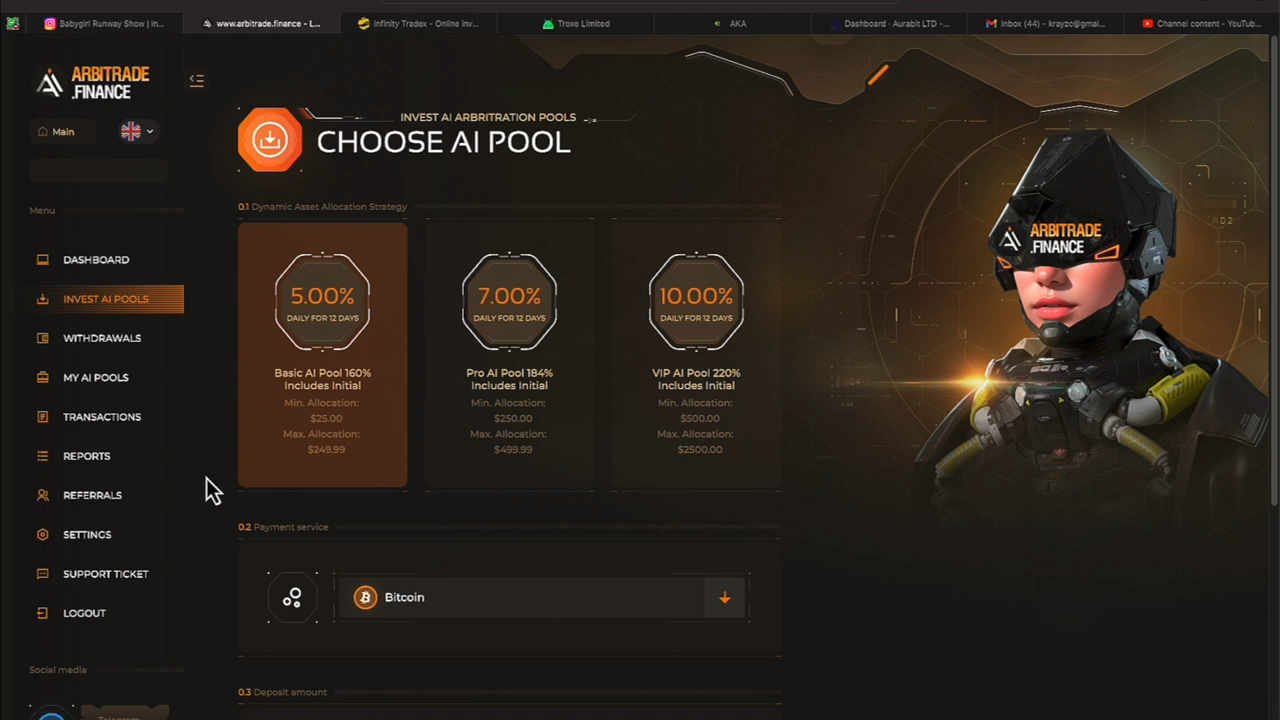 Babygirl Runway Show | In...
www.arbitrade.finance - L...
Infinity Tradex - Online Inv...
Troxe Limited
AKA
Dashboard - Aurabit LTD -...
Inbox (44) - krayzc@gmal...
Channel content - YouTub...
ARBITRADE
.FINANCE
Main
Menu
DASHBOARD
INVEST AI POOLS
WITHDRAWALS
MY AI POOLS
TRANSACTIONS
REPORTS
REFERRALS
SETTINGS
SUPPORT TICKET
LOGOUT
Social media
Telegram
INVEST AI ARBRITRATION POOLS
CHOOSE AI POOL
0.1 Dynamic Asset Allocation Strategy
5.00%
DAILY FOR 12 DAYS
Basic AI Pool 160%
Includes Initial
Min. Allocation:
$25.00
Max. Allocation:
$249.99
7.00%
DAILY FOR 12 DAYS
Pro AI Pool 184%
Includes Initial
Min. Allocation:
$250.00
Max. Allocation:
$499.99
10.00%
DAILY FOR 12 DAYS
VIP AI Pool 220%
Includes Initial
Min. Allocation:
$500.00
Max. Allocation:
$2500.00
0.2 Payment service
Bitcoin
0.3 Deposit amount
ARBITRADE
.FINANCE